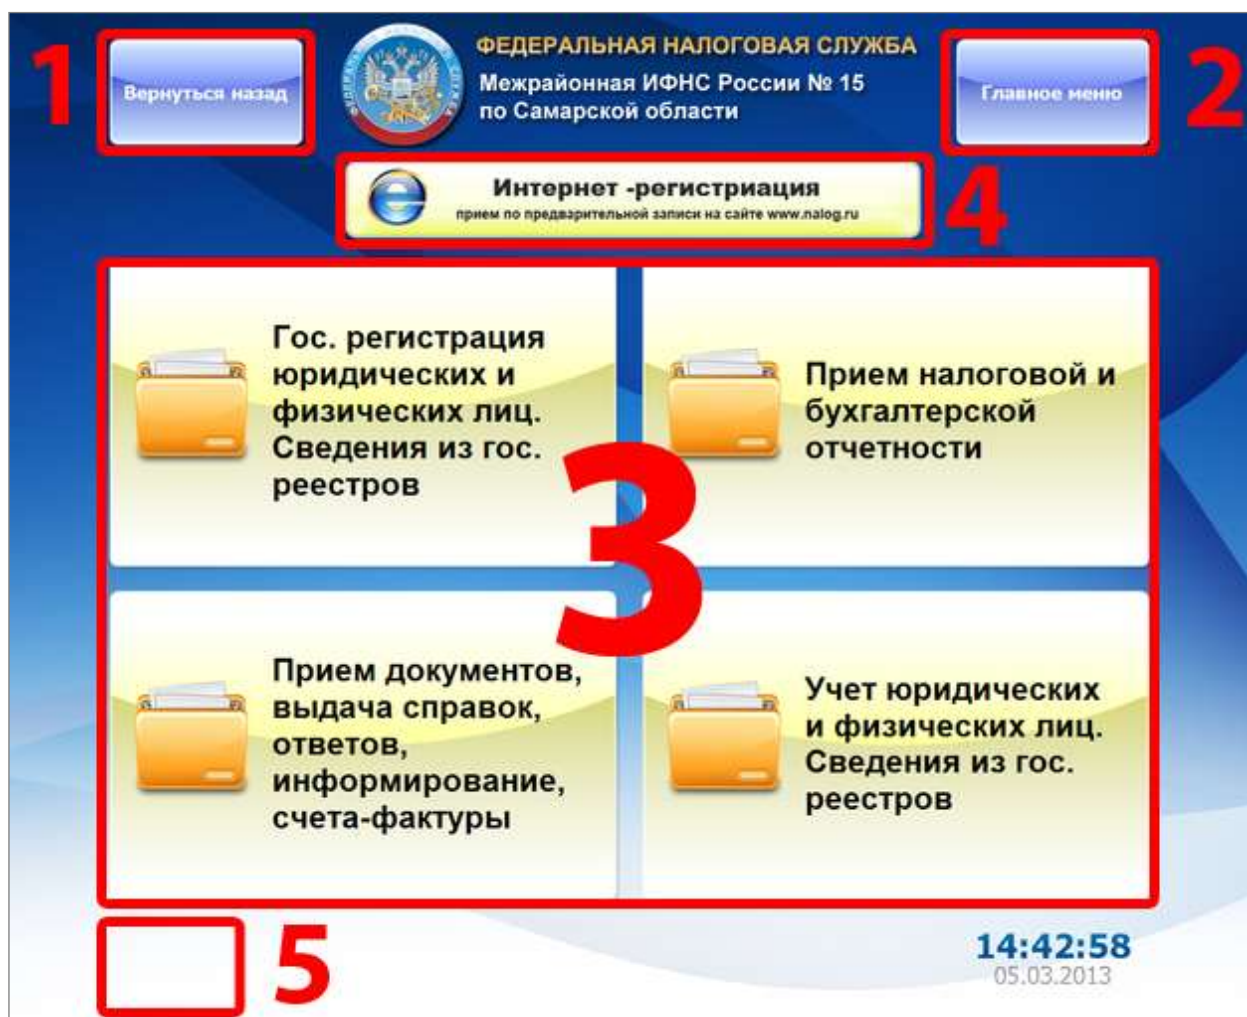 1
Вернуться назад
ФЕДЕРАЛЬНАЯ НАЛОГОВАЯ СЛУЖБА
Межрайонная ИФНС России № 15
по Самарской области
Главное меню
2
Интернет -регистриация
прием по предварительной записи на сайте www.nalog.ru
4
Гос. регистрация
юридических и
физических лиц.
Сведения из гос.
реестров
Прием налоговой и
бухгалтерской
отчетности
3
Прием документов,
выдача справок,
ответов,
информирование,
счета-фактуры
Учет юридических
и физических лиц.
Сведения из гос.
реестров
5
14:42:58
05.03.2013